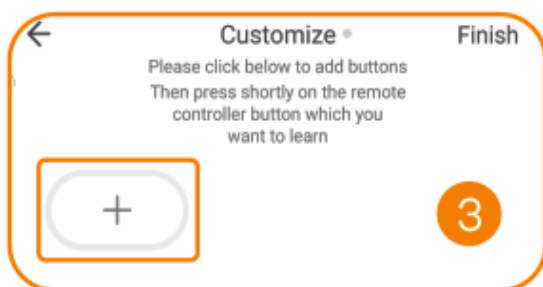 Customize
Finish
Please click below to add buttons
Then press shortly on the remote
controller button which you
want to learn
3